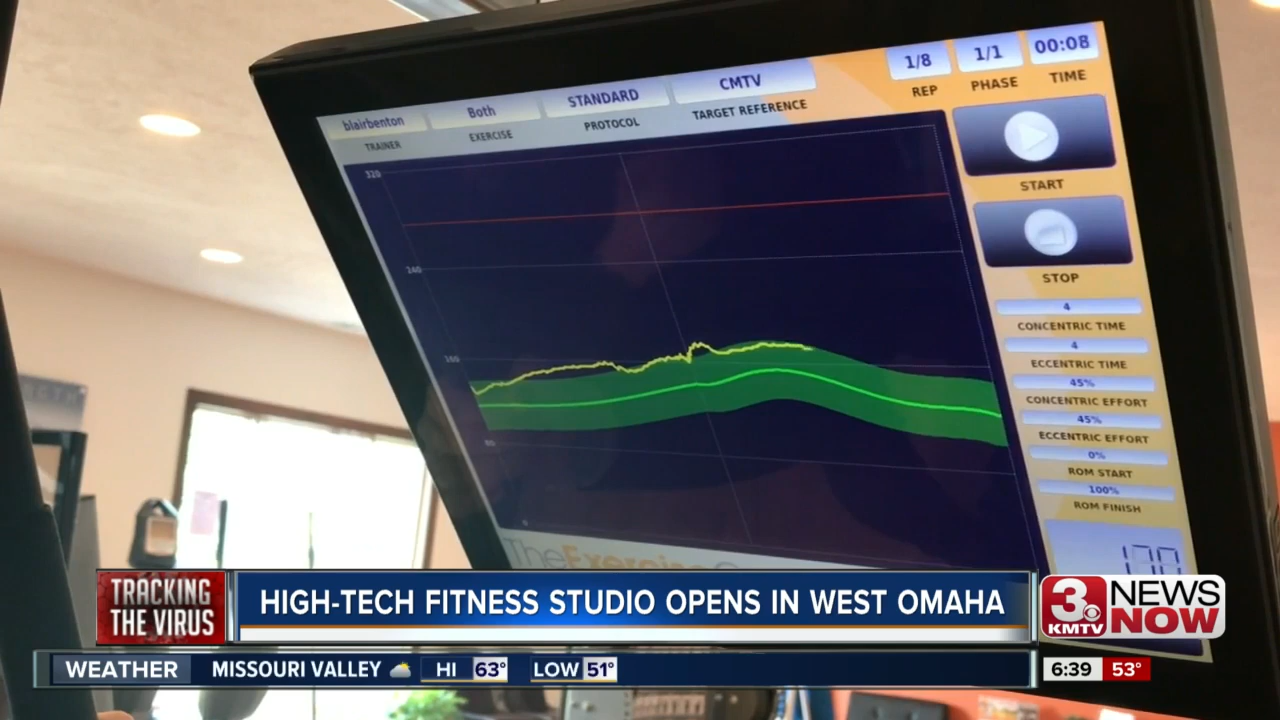 blairbenton
TRAINER
Both
EXERCISE
STANDARD
PROTOCOL
CMTV
TARGET REFERENCE
1/8
REP
1/1
PHASE
00:08
TIME
START
STOP
4
CONCENTRIC TIME
4
ECCENTRIC TIME
45%
CONCENTRIC EFFORT
45%
ECCENTRIC EFFORT
0%
ROM START
100%
ROM FINISH
320
240
160
80
0
TheExercise
TRACKING
THE VIRUS
HIGH-TECH FITNESS STUDIO OPENS IN WEST OMAHA
3 KMTV
NEWS
NOW
WEATHER MISSOURI VALLEY HI 63° LOW 51°
6:39 53°